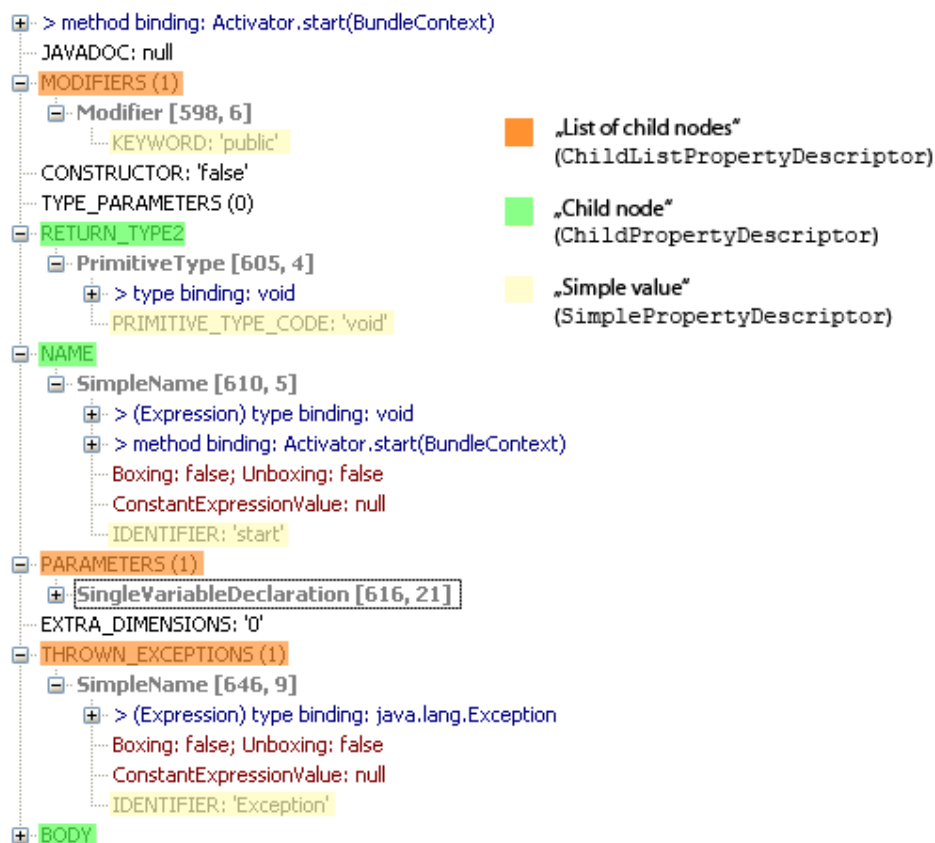 > method binding: Activator.start(BundleContext)
JAVADOC: null
MODIFIERS (1)
Modifier [598, 6]
KEYWORD: 'public'
CONSTRUCTOR: 'false'
TYPE_PARAMETERS (0)
RETURN_TYPE2
PrimitiveType [605, 4]
> type binding: void
PRIMITIVE_TYPE_CODE: 'void'
NAME
SimpleName [610, 5]
> (Expression) type binding: void
> method binding: Activator.start(BundleContext)
Boxing: false; Unboxing: false
ConstantExpressionValue: null
IDENTIFIER: 'start'
PARAMETERS (1)
SingleVariableDeclaration [616, 21]
EXTRA_DIMENSIONS: '0'
THROWN_EXCEPTIONS (1)
SimpleName [646, 9]
> (Expression) type binding: java.lang.Exception
Boxing: false; Unboxing: false
ConstantExpressionValue: null
IDENTIFIER: 'Exception'
BODY
„List of child nodes“
(ChildListPropertyDescriptor)
„Child node“
(ChildPropertyDescriptor)
„Simple value“
(SimplePropertyDescriptor)